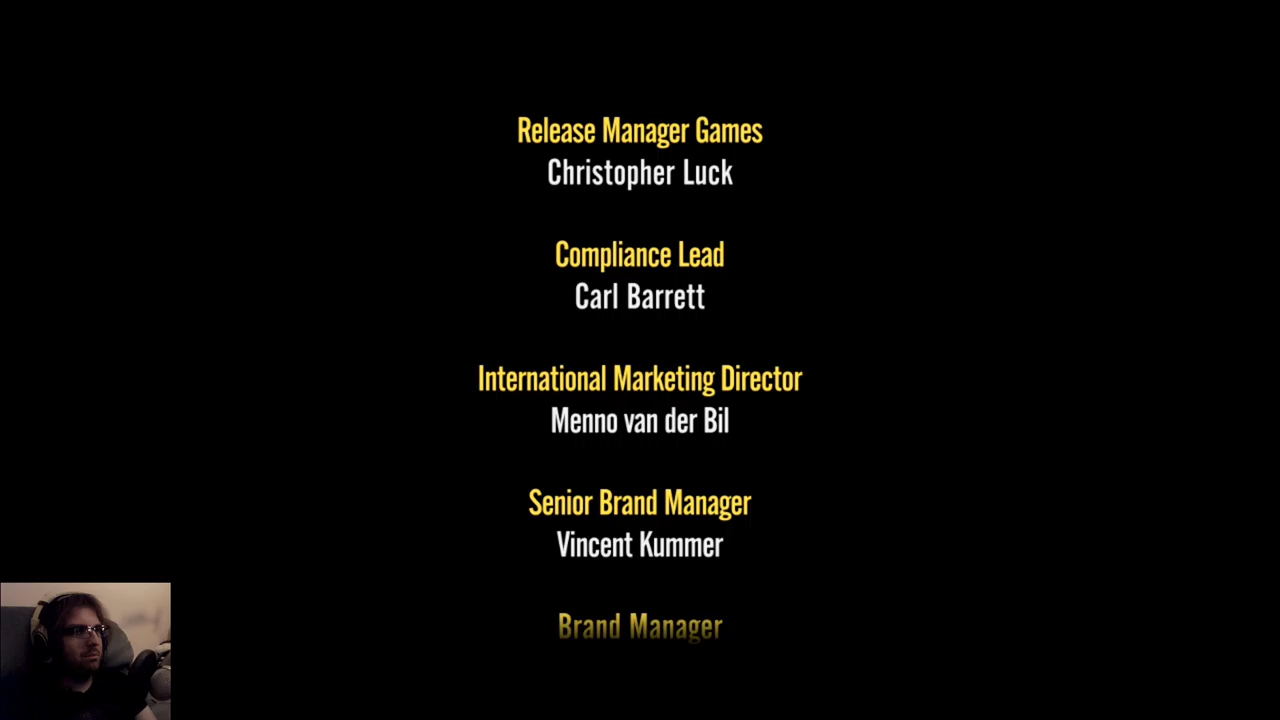 Release Manager Games
Christopher Luck
Compliance Lead
Carl Barrett
International Marketing Director
Menno van der Bil
Senior Brand Manager
Vincent Kummer
Brand Manager